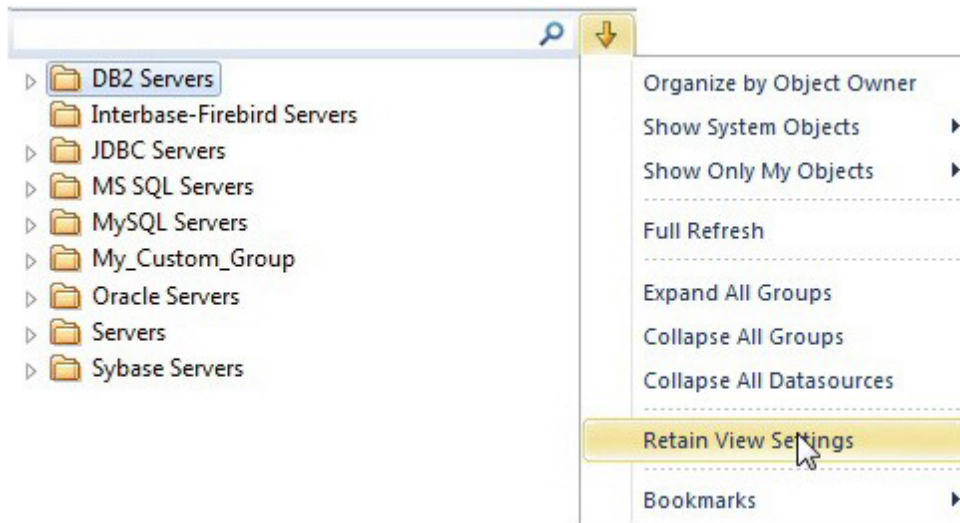 DB2 Servers
Interbase-Firebird Servers
JDBC Servers
MS SQL Servers
MySQL Servers
My_Custom_Group
Oracle Servers
Servers
Sybase Servers
Organize by Object Owner
Show System Objects
Show Only My Objects
Full Refresh
Expand All Groups
Collapse All Groups
Collapse All Datasources
Retain View Settings
Bookmarks